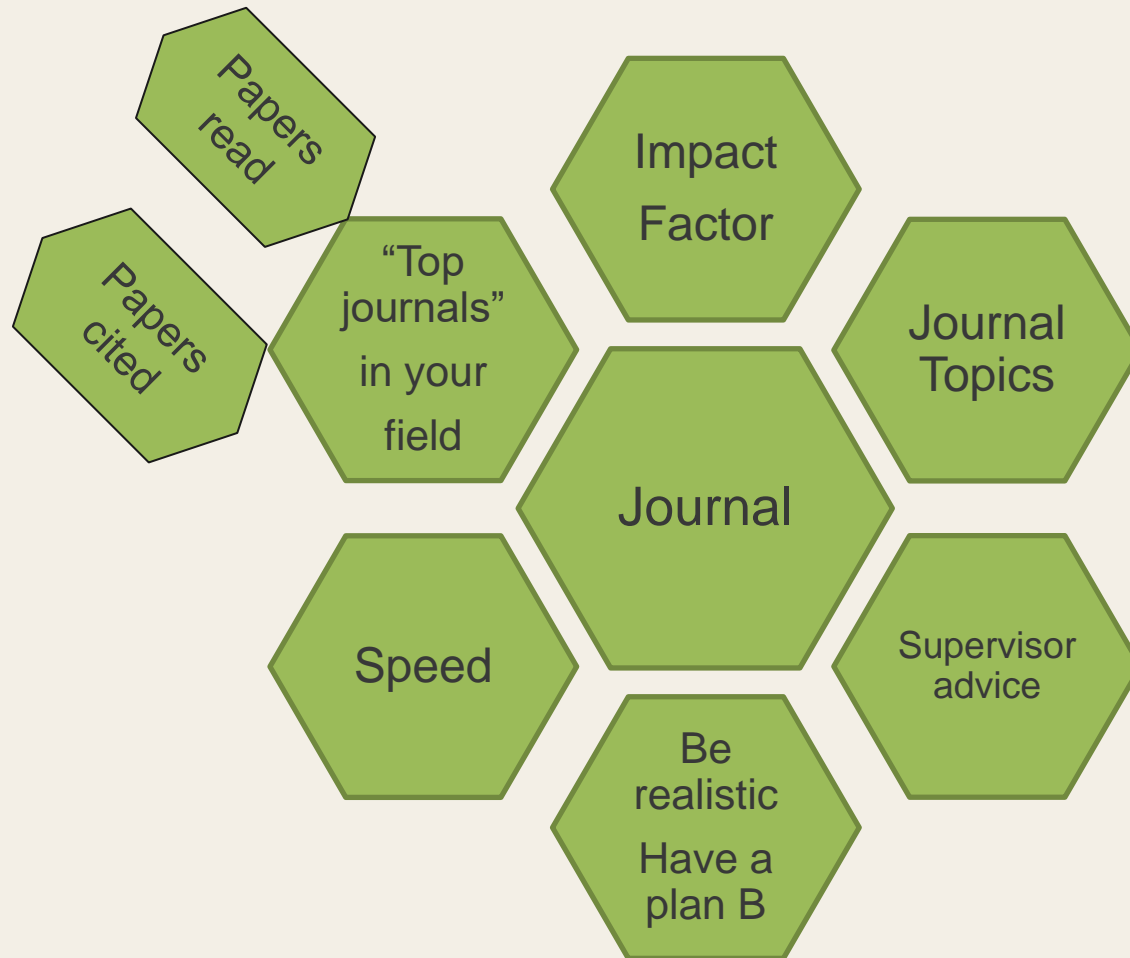 Papers
read
Papers
cited
“Top
journals”
in your
field
Impact
Factor
Journal
Topics
Journal
Speed
Supervisor
advice
Be
realistic
Have a
plan B